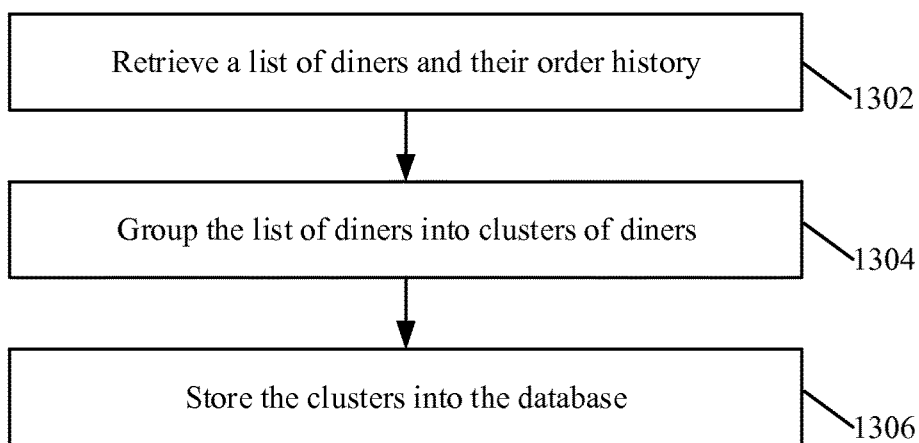 Retrieve a list of diners and their order history
1302
Group the list of diners into clusters of diners
1304
Store the clusters into the database
1306